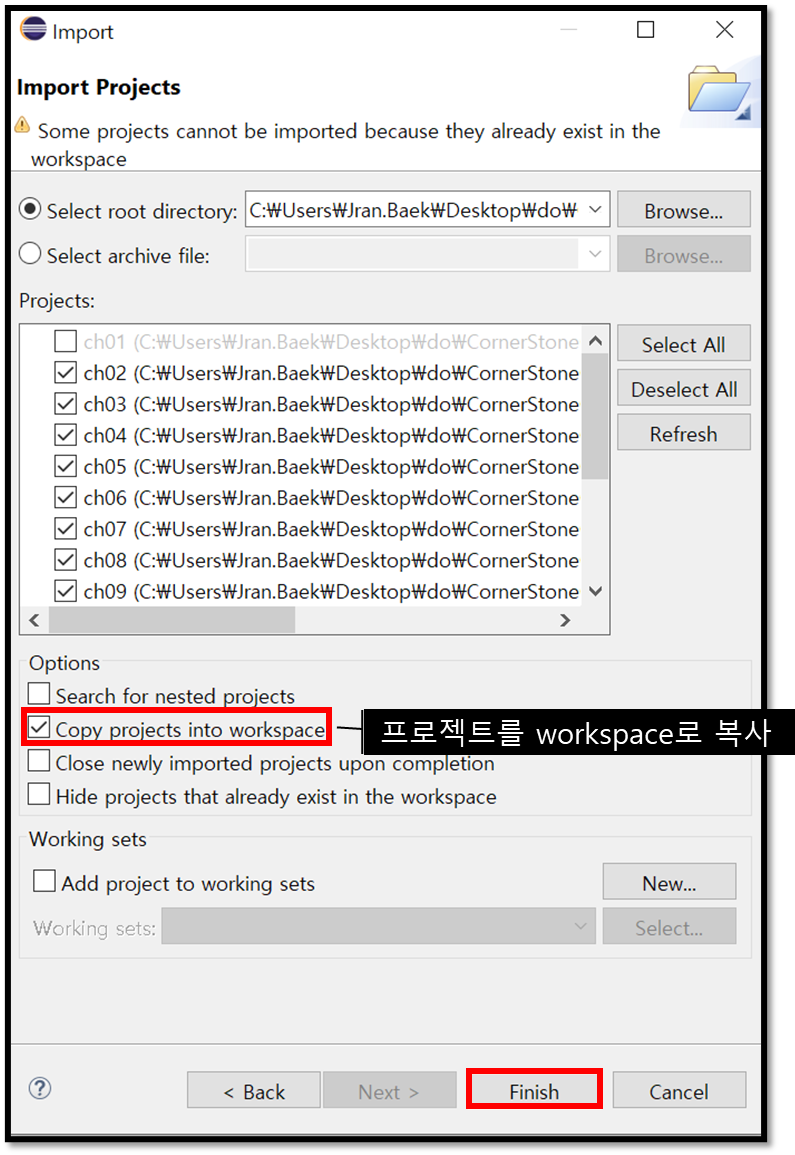 Import
Import Projects
Some projects cannot be imported because they already exist in the
workspace
Select root directory: C:₩Users₩Jran.Baek₩Desktop₩do₩ Browse...
Select archive file: Browse...
Projects:
ch01 (C:₩Users₩Jran.Baek₩Desktop₩do₩CornerStone
ch02 (C:₩Users₩Jran.Baek₩Desktop₩do₩CornerStone
ch03 (C:₩Users₩Jran.Baek₩Desktop₩do₩CornerStone
ch04 (C:₩Users₩Jran.Baek₩Desktop₩do₩CornerStone
ch05 (C:₩Users₩Jran.Baek₩Desktop₩do₩CornerStone
ch06 (C:₩Users₩Jran.Baek₩Desktop₩do₩CornerStone
ch07 (C:₩Users₩Jran.Baek₩Desktop₩do₩CornerStone
ch08 (C:₩Users₩Jran.Baek₩Desktop₩do₩CornerStone
ch09 (C:₩Users₩Jran.Baek₩Desktop₩do₩CornerStone
Select All
Deselect All
Refresh
Options
Search for nested projects
Copy projects into workspace 프로젝트를 workspace로 복사
Close newly imported projects upon completion
Hide projects that already exist in the workspace
Working sets
Add project to working sets New...
Working sets: Select...
< Back Next > Finish Cancel